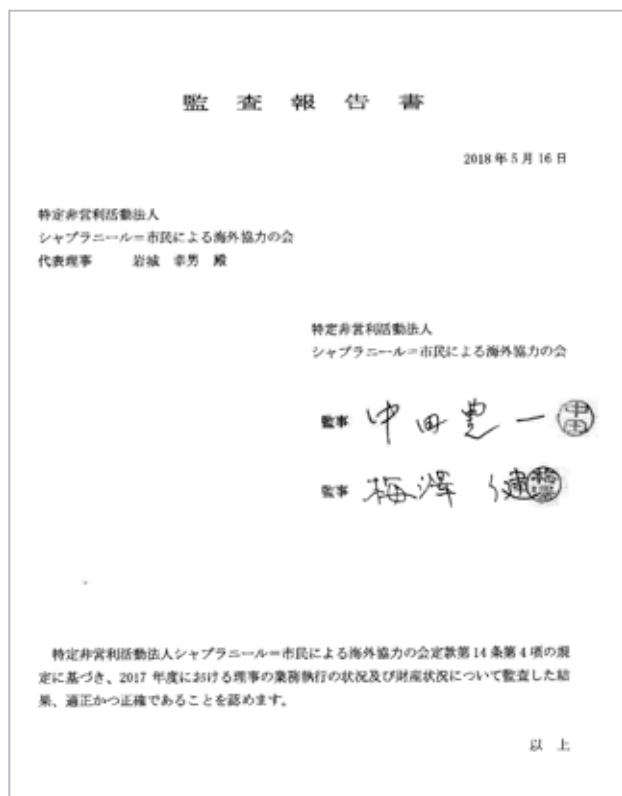 監査報告書
2018年5月16日
特定非営利活動法人
シャプラニール＝市民による海外協力の会
代表理事　岩城　幸男　殿
特定非営利活動法人
シャプラニール＝市民による海外協力の会
監事 中田豊一 中田
監事 梅澤健 梅澤
特定非営利活動法人シャプラニール＝市民による海外協力の会定款第14条第4項の規
定に基づき、2017 年度における理事の業務執行の状況及び財産状況について監査した結
果、適正かつ正確であることを認めます。
以　上